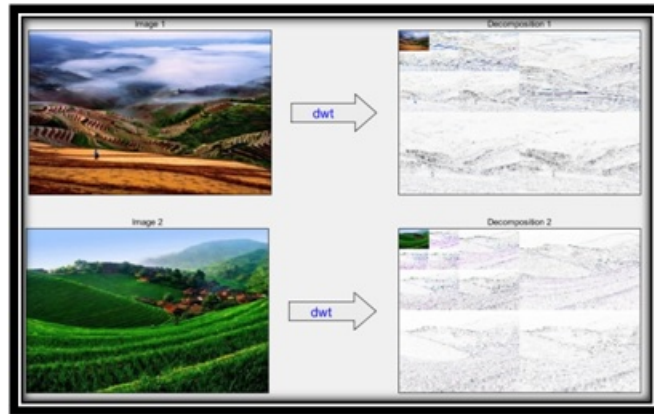 Image 1
Decomposition 1
dwt
Image 2
Decomposition 2
dwt